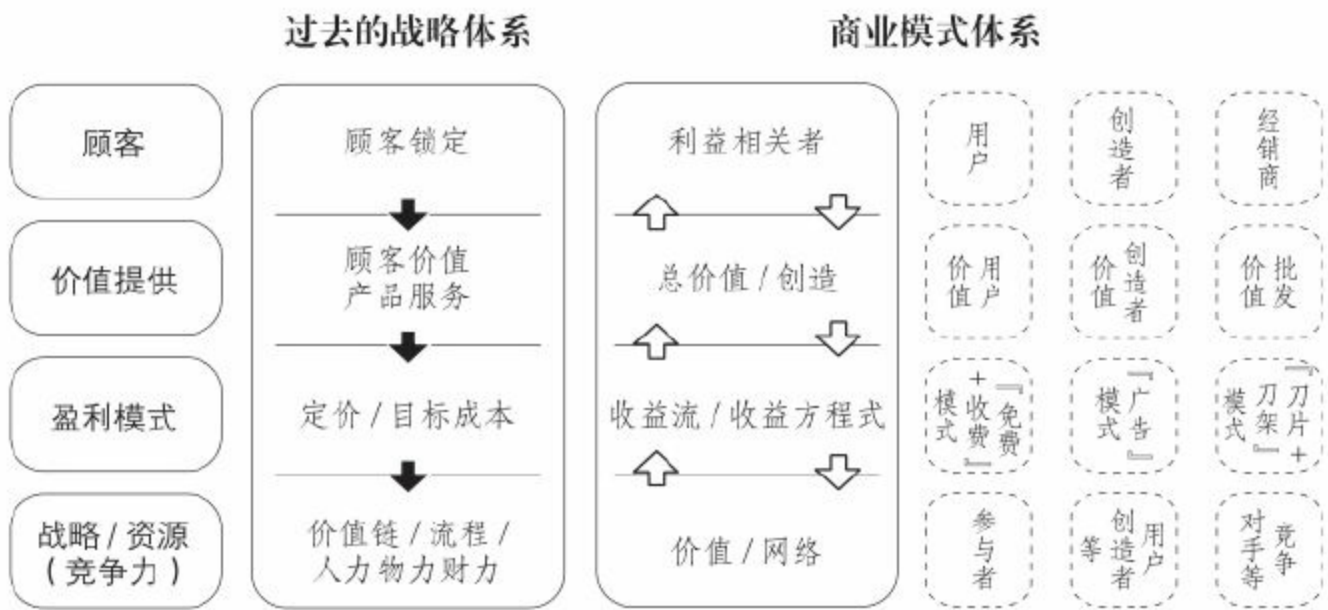 过去的战略体系
商业模式体系
顾客
顾客锁定
利益相关者
用户
创造者
经销商
价值提供
顾客价值
产品服务
总价值 / 创造
用户
价值
创造者
价值
批发
价值
盈利模式
定价 / 目标成本
收益流 / 收益方程式
『免费
+收费』
模式
『广告』
模式
『刀片+
刀架』
模式
战略 / 资源
( 竞争力 )
价值链 / 流程 /
人力物力财力
价值 / 网络
参与者
用户
创造者
等
竞争
对手等